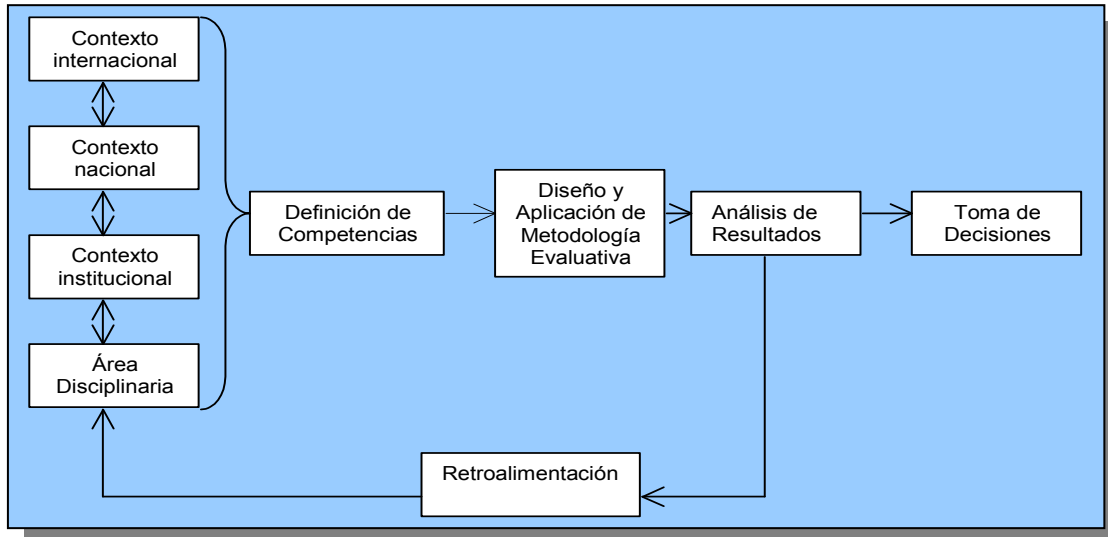 Contexto
internacional
Contexto
nacional
Contexto
institucional
Área
Disciplinaria
Definición de
Competencias
Diseño y
Aplicación de
Metodología
Evaluativa
Análisis de
Resultados
Toma de
Decisiones
Retroalimentación